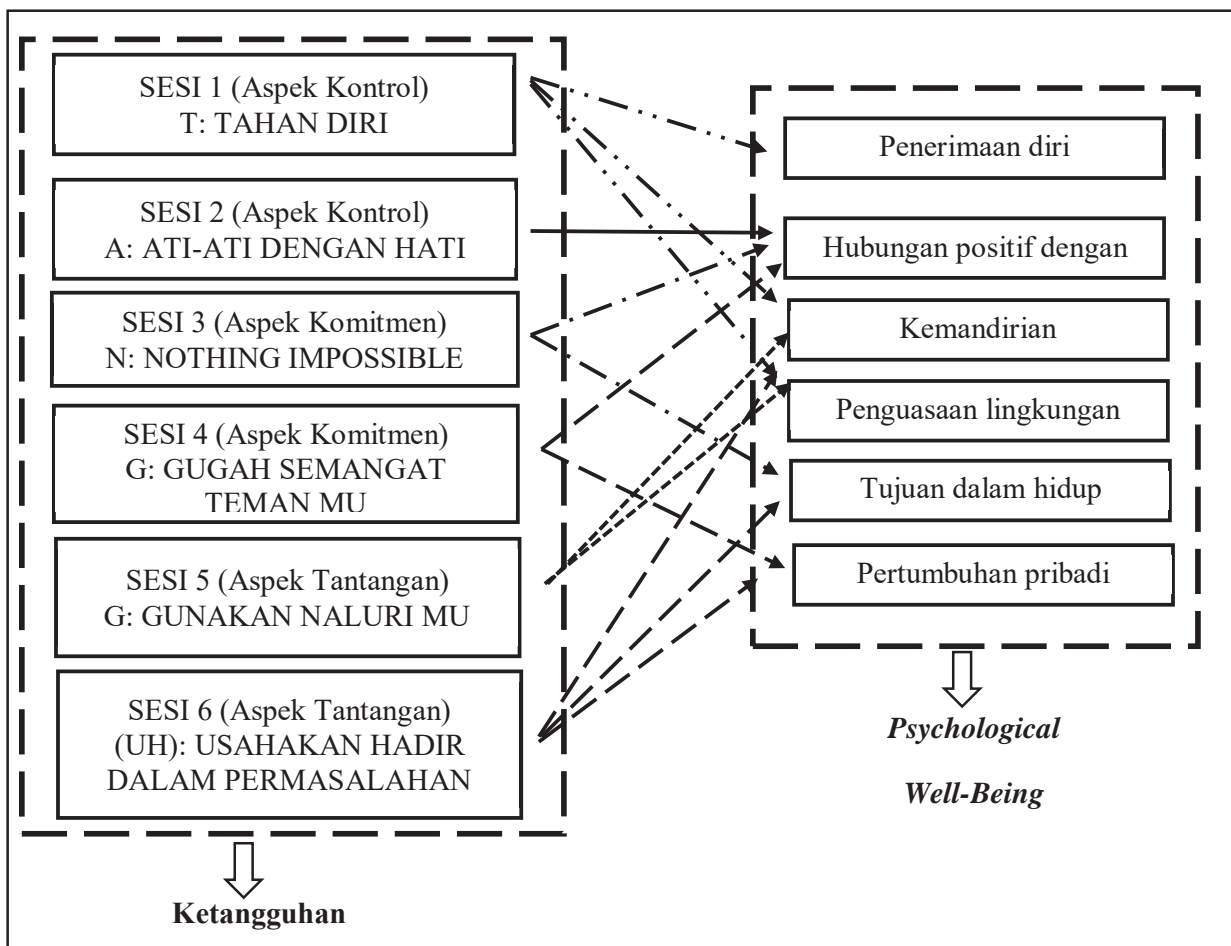 SESI 1 (Aspek Kontrol)
T: TAHAN DIRI
SESI 2 (Aspek Kontrol)
A: ATI-ATI DENGAN HATI
SESI 3 (Aspek Komitmen)
N: NOTHING IMPOSSIBLE
SESI 4 (Aspek Komitmen)
G: GUGAH SEMANGAT
TEMAN MU
SESI 5 (Aspek Tantangan)
G: GUNAKAN NALURI MU
SESI 6 (Aspek Tantangan)
(UH): USAHAKAN HADIR
DALAM PERMASALAHAN
Ketangguhan
Penerimaan diri
Hubungan positif dengan
Kemandirian
Penguasaan lingkungan
Tujuan dalam hidup
Pertumbuhan pribadi
Psychological
Well-Being